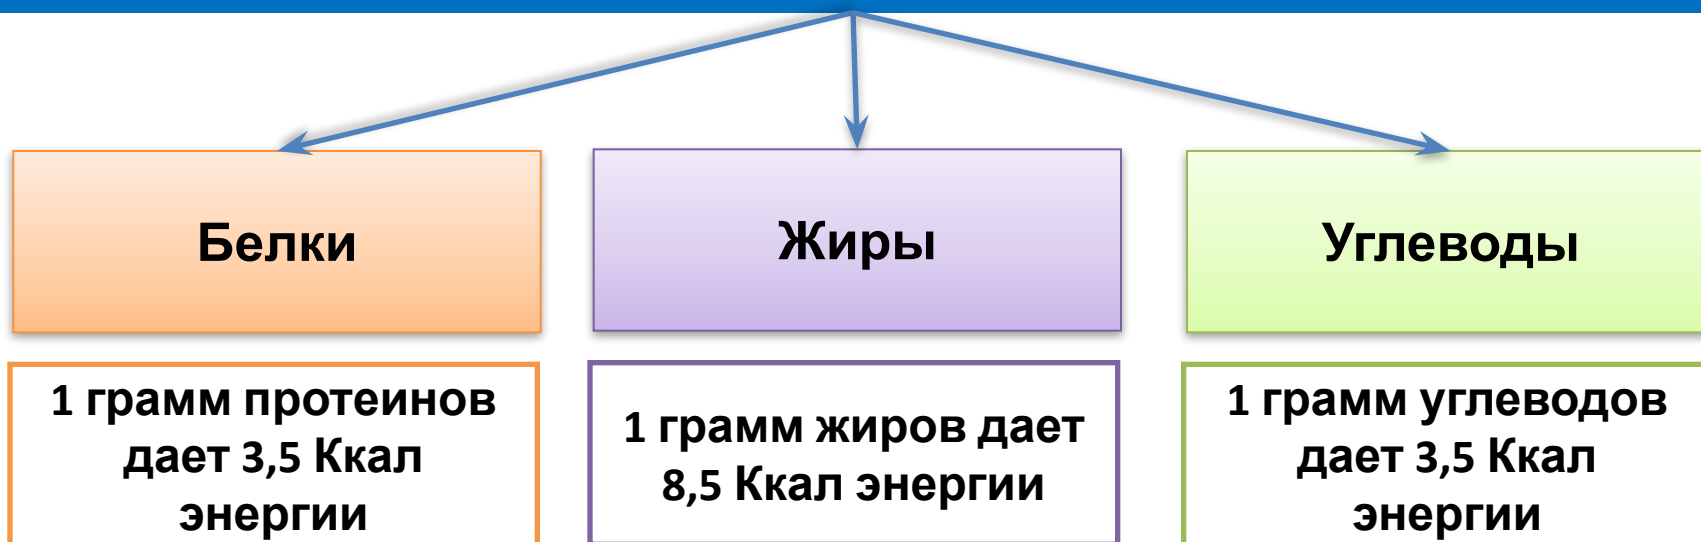 Белки
Жиры
Углеводы
1 грамм протеинов
дает 3,5 Ккал
энергии
1 грамм жиров дает
8,5 Ккал энергии
1 грамм углеводов
дает 3,5 Ккал
энергии